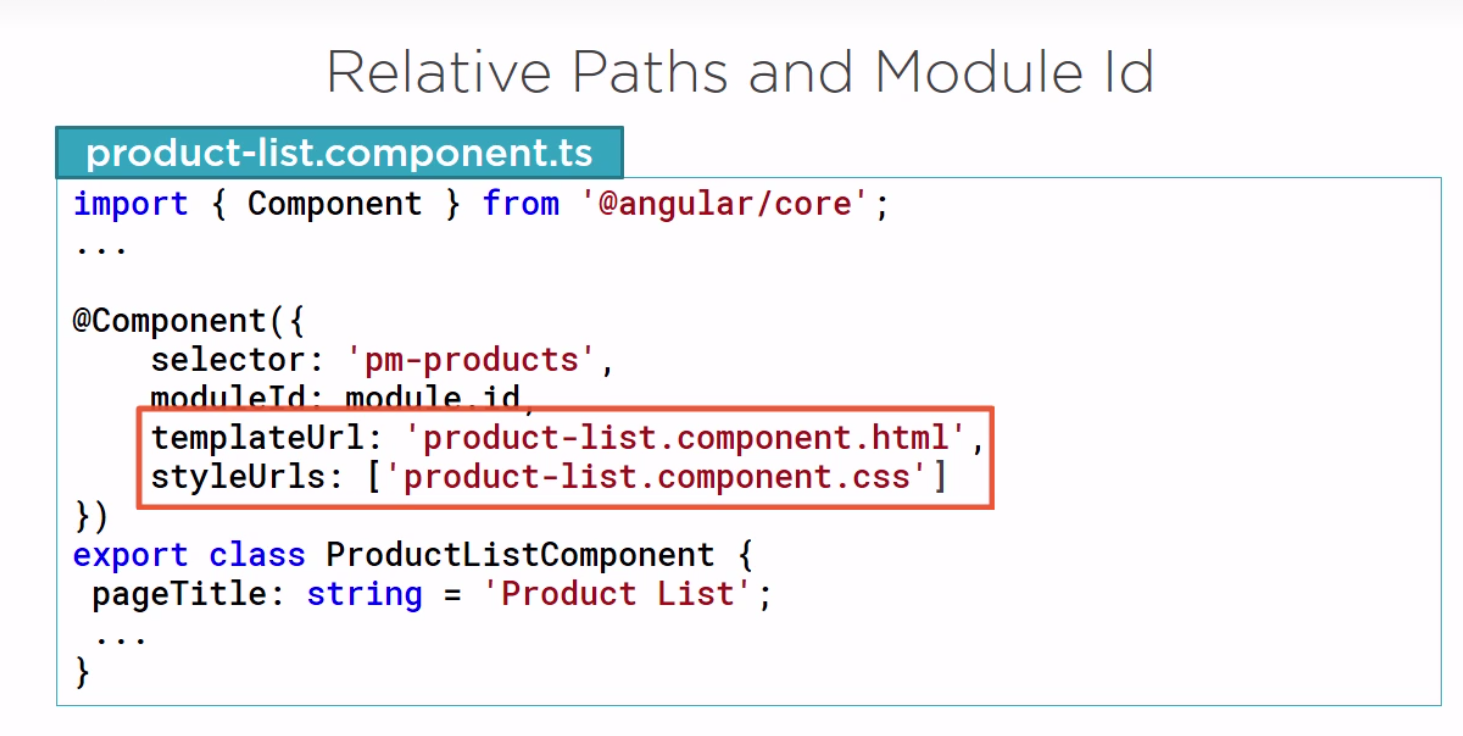 Relative Paths and Module Id
product-list.component.ts
import { Component } from '@angular/core';
...
@Component({
selector: 'pm-products',
moduleId: module.id,
templateUrl: 'product-list.component.html',
styleUrls: ['product-list.component.css']
})
export class ProductListComponent {
pageTitle: string = 'Product List';
...
}